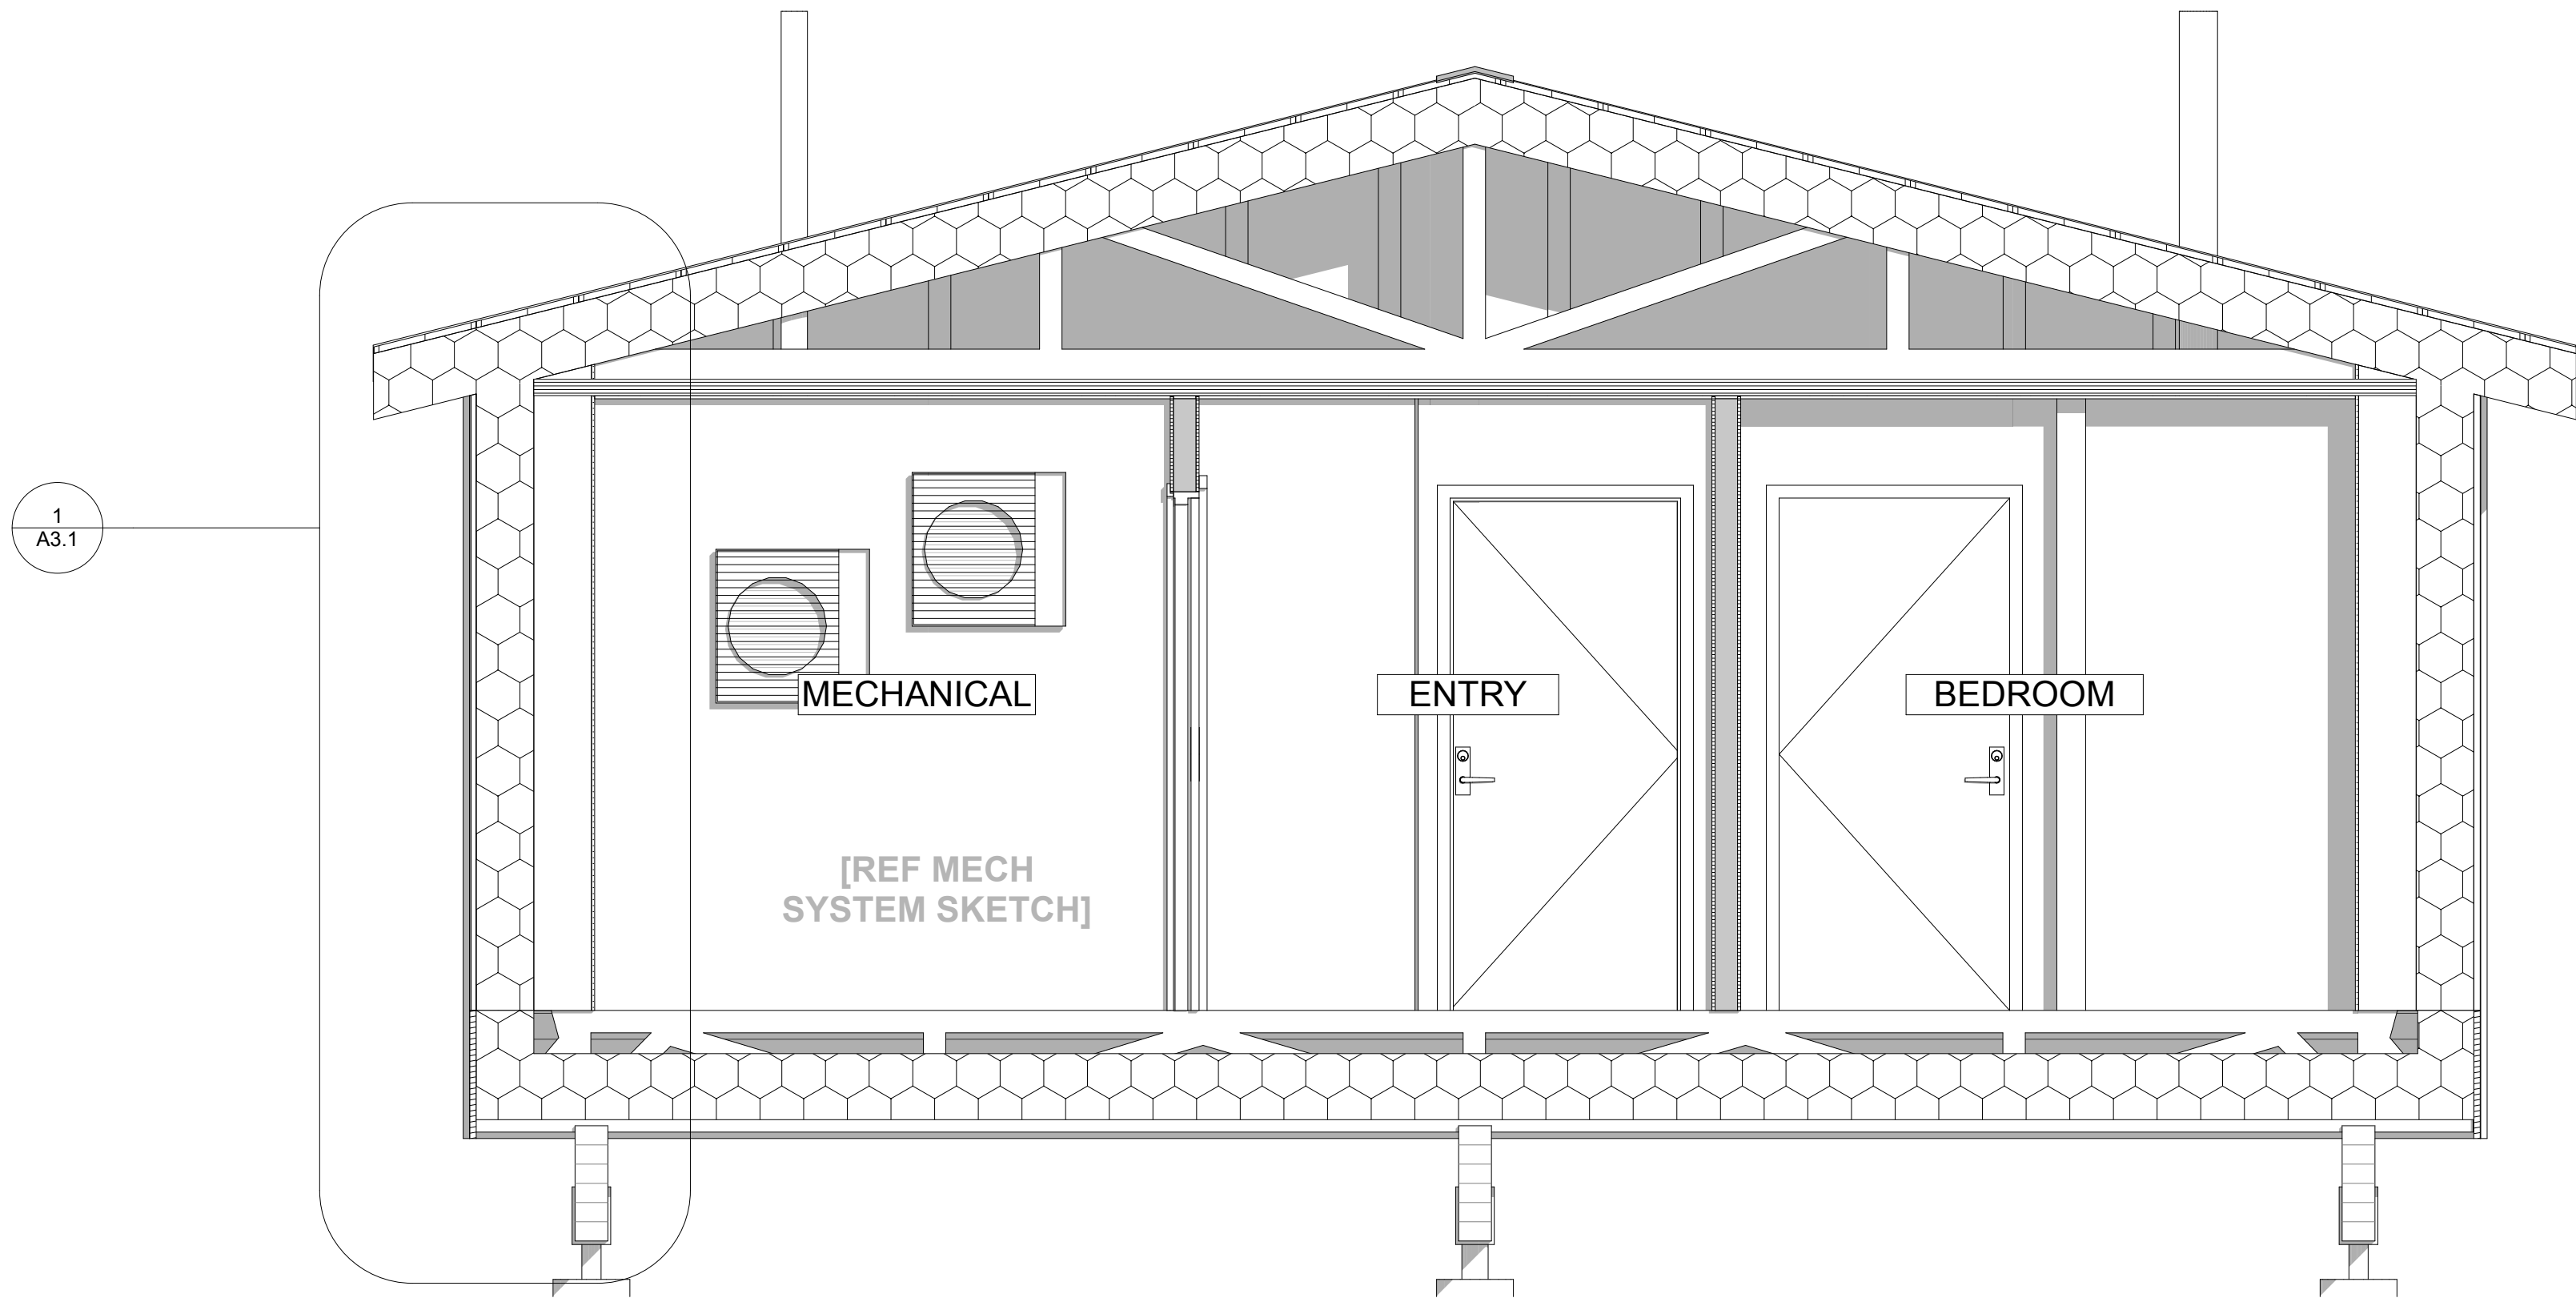 1
A3.1
MECHANICAL
ENTRY
BEDROOM
[REF MECH
SYSTEM SKETCH]